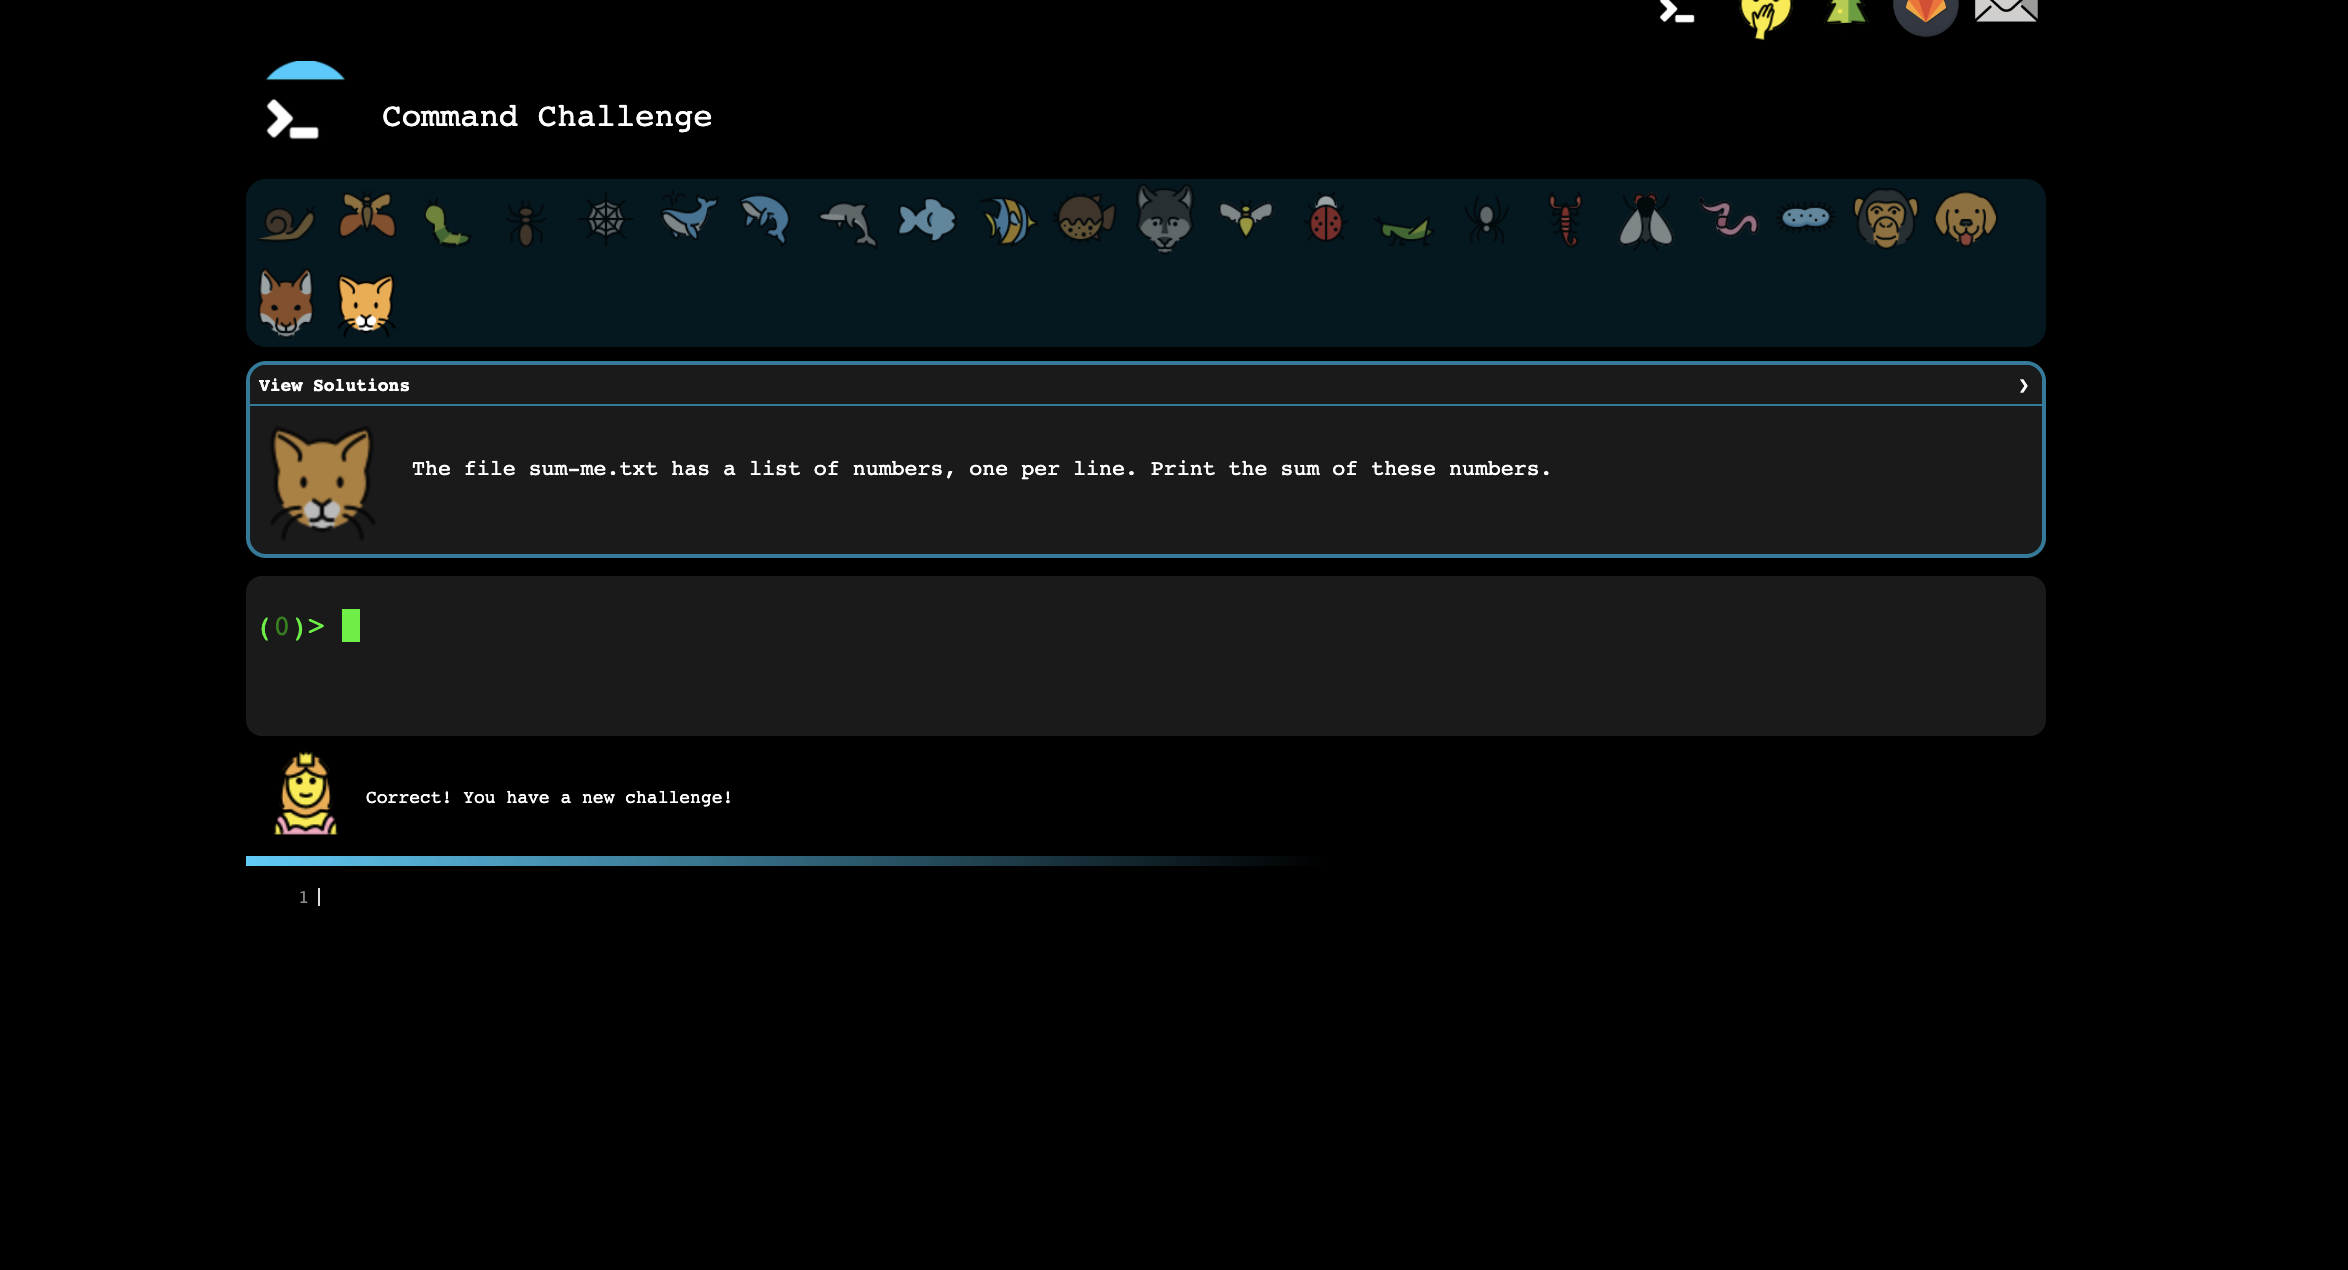 Command Challenge
View Solutions
The file sum-me.txt has a list of numbers, one per line. Print the sum of these numbers.
(0)>
Correct! You have a new challenge!
1